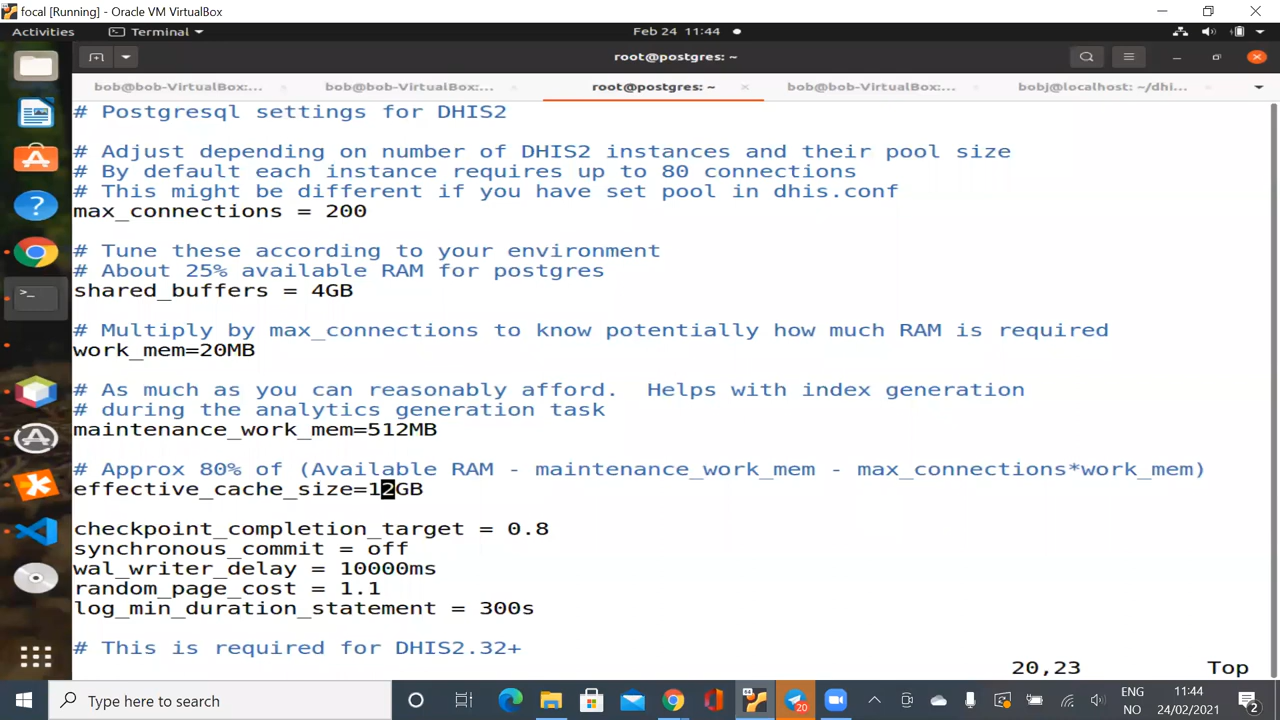 focal [Running] - Oracle VM VirtualBox
Activities Terminal Feb 24 11:44
root@postgres: ~
bob@bob-VirtualBox:... bob@bob-VirtualBox:... root@postgres: ~ bob@bob-VirtualBox:... bobj@localhost: ~/dhi...
# Postgresql settings for DHIS2
# Adjust depending on number of DHIS2 instances and their pool size
# By default each instance requires up to 80 connections
# This might be different if you have set pool in dhis.conf
max_connections = 200
# Tune these according to your environment
# About 25% available RAM for postgres
shared_buffers = 4GB
# Multiply by max_connections to know potentially how much RAM is required
work_mem=20MB
# As much as you can reasonably afford.  Helps with index generation
# during the analytics generation task
maintenance_work_mem=512MB
# Approx 80% of (Available RAM - maintenance_work_mem - max_connections*work_mem)
effective_cache_size=12GB
checkpoint_completion_target = 0.8
synchronous_commit = off
wal_writer_delay = 10000ms
random_page_cost = 1.1
log_min_duration_statement = 300s
# This is required for DHIS2.32+
20,23 Top
Type here to search
20
ENG
NO
11:44
24/02/2021
2